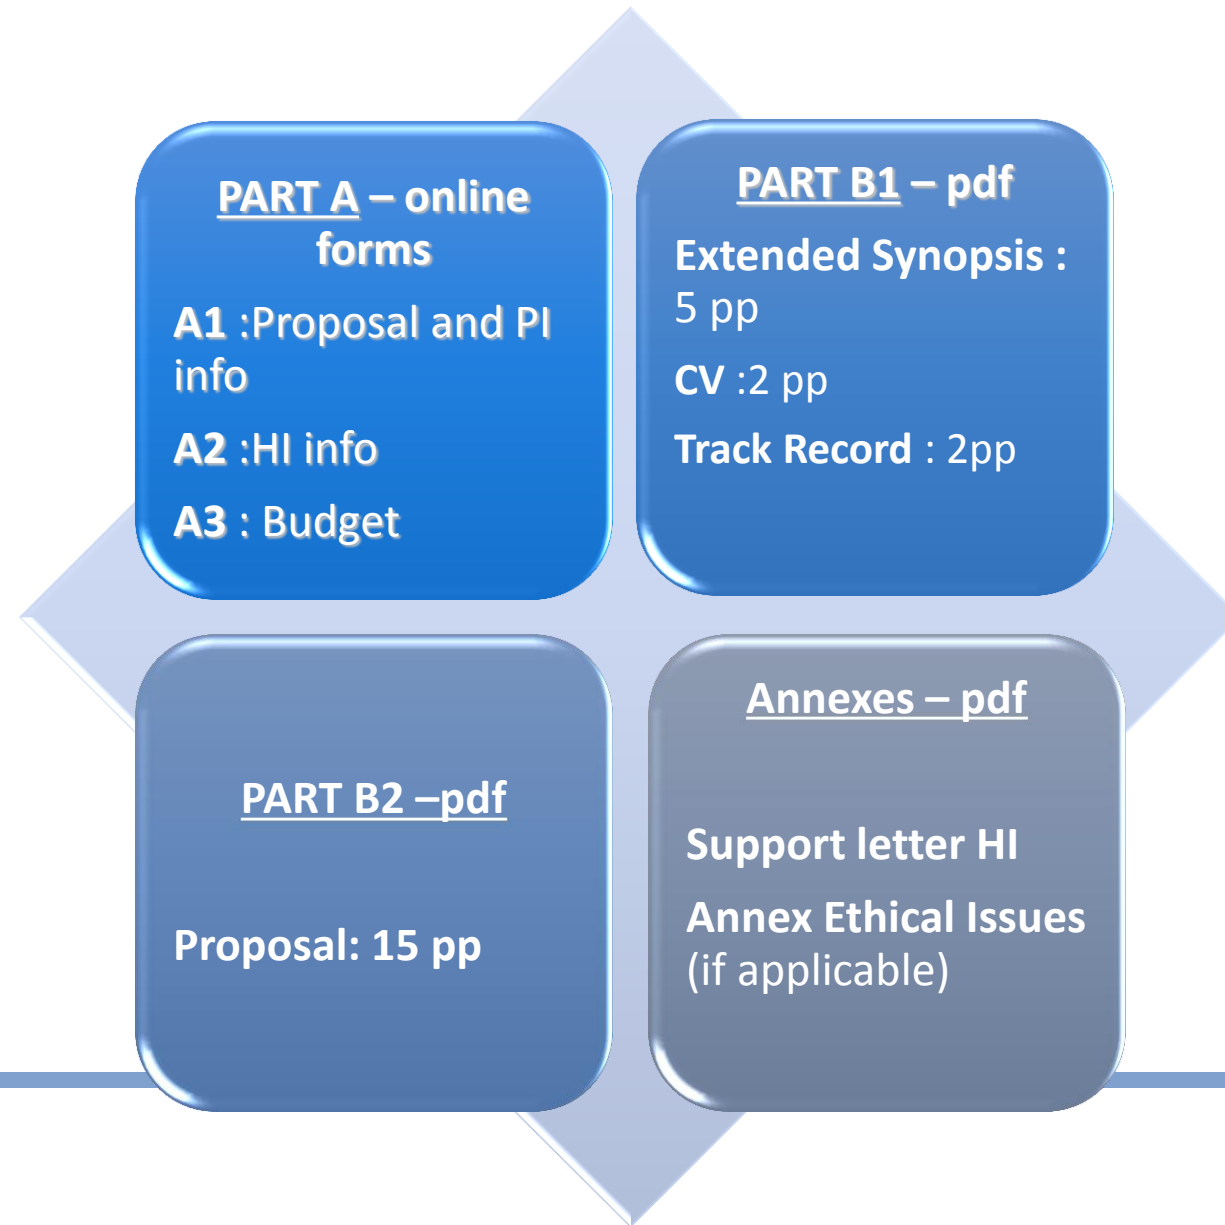 PART A – online
forms
A1 :Proposal and PI
info
A2 :HI info
A3 : Budget
PART B1 – pdf
Extended Synopsis :
5 pp
CV :2 pp
Track Record : 2pp
PART B2 –pdf
Proposal: 15 pp
Annexes – pdf
Support letter HI
Annex Ethical Issues
(if applicable)